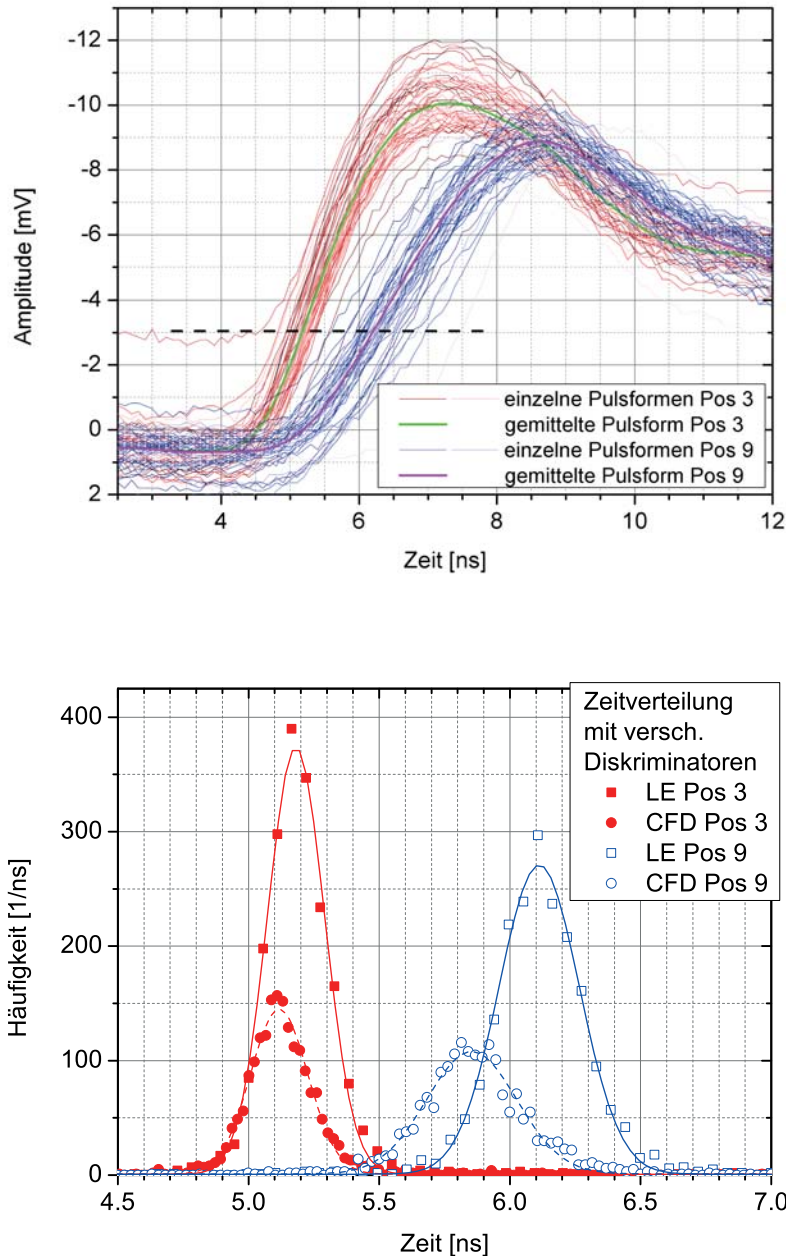 -12
-10
-8
-6
-4
-2
0
2
Amplitude [mV]
einzelne Pulsformen Pos 3
gemittelte Pulsform Pos 3
einzelne Pulsformen Pos 9
gemittelte Pulsform Pos 9
4
6
8
10
12
Zeit [ns]
Zeitverteilung
mit versch.
Diskriminatoren
LE Pos 3
CFD Pos 3
LE Pos 9
CFD Pos 9
400
300
200
100
0
Häufigkeit [1/ns]
4.5
5.0
5.5
6.0
6.5
7.0
Zeit [ns]